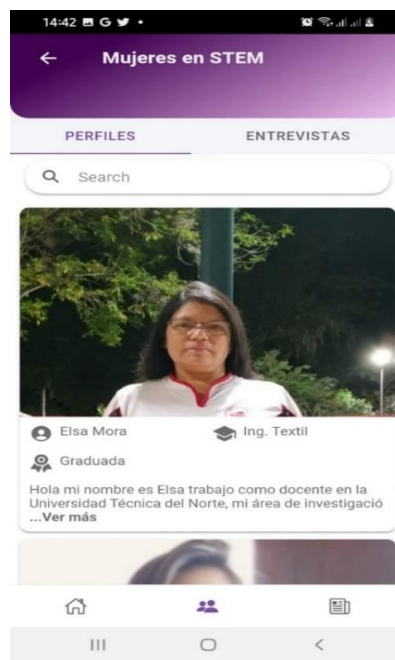 14:42
Mujeres en STEM
PERFILES
ENTREVISTAS
Search
Elsa Mora
Ing. Textil
Graduada
Hola mi nombre es Elsa trabajo como docente en la
Universidad Técnica del Norte, mi área de investigació
...Ver más